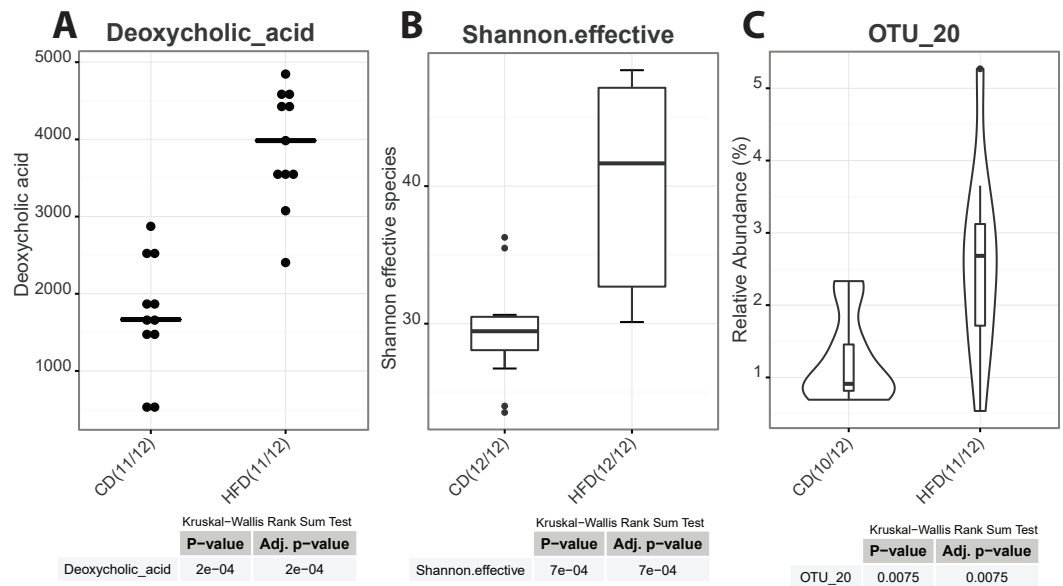 A Deoxycholic_acid
5000
4000
3000
2000
1000
Deoxycholic acid
CD(11/12)
HFD(11/12)
Kruskal−Wallis Rank Sum Test
P−value Adj. p−value
Deoxycholic_acid 2e−04 2e−04
B Shannon.effective
40
30
Shannon effective species
CD(12/12)
HFD(12/12)
Kruskal−Wallis Rank Sum Test
P−value Adj. p−value
Shannon.effective 7e−04 7e−04
C OTU_20
5
4
3
2
1
Relative Abundance (%)
CD(10/12)
HFD(11/12)
Kruskal−Wallis Rank Sum Test
P−value Adj. p−value
OTU_20 0.0075 0.0075